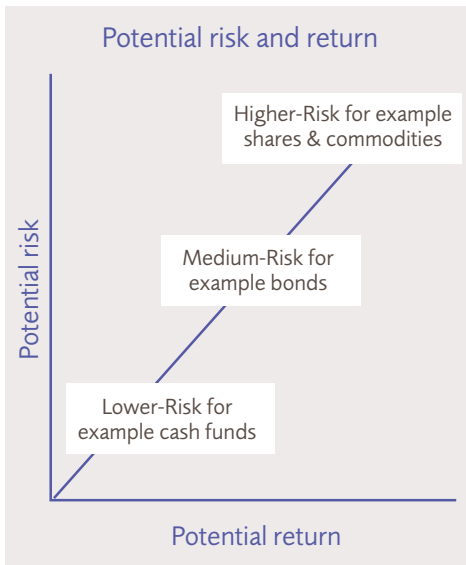 Potential risk and return
Higher-Risk for example
shares & commodities
Medium-Risk for
example bonds
Lower-Risk for
example cash funds
Potential risk
Potential return